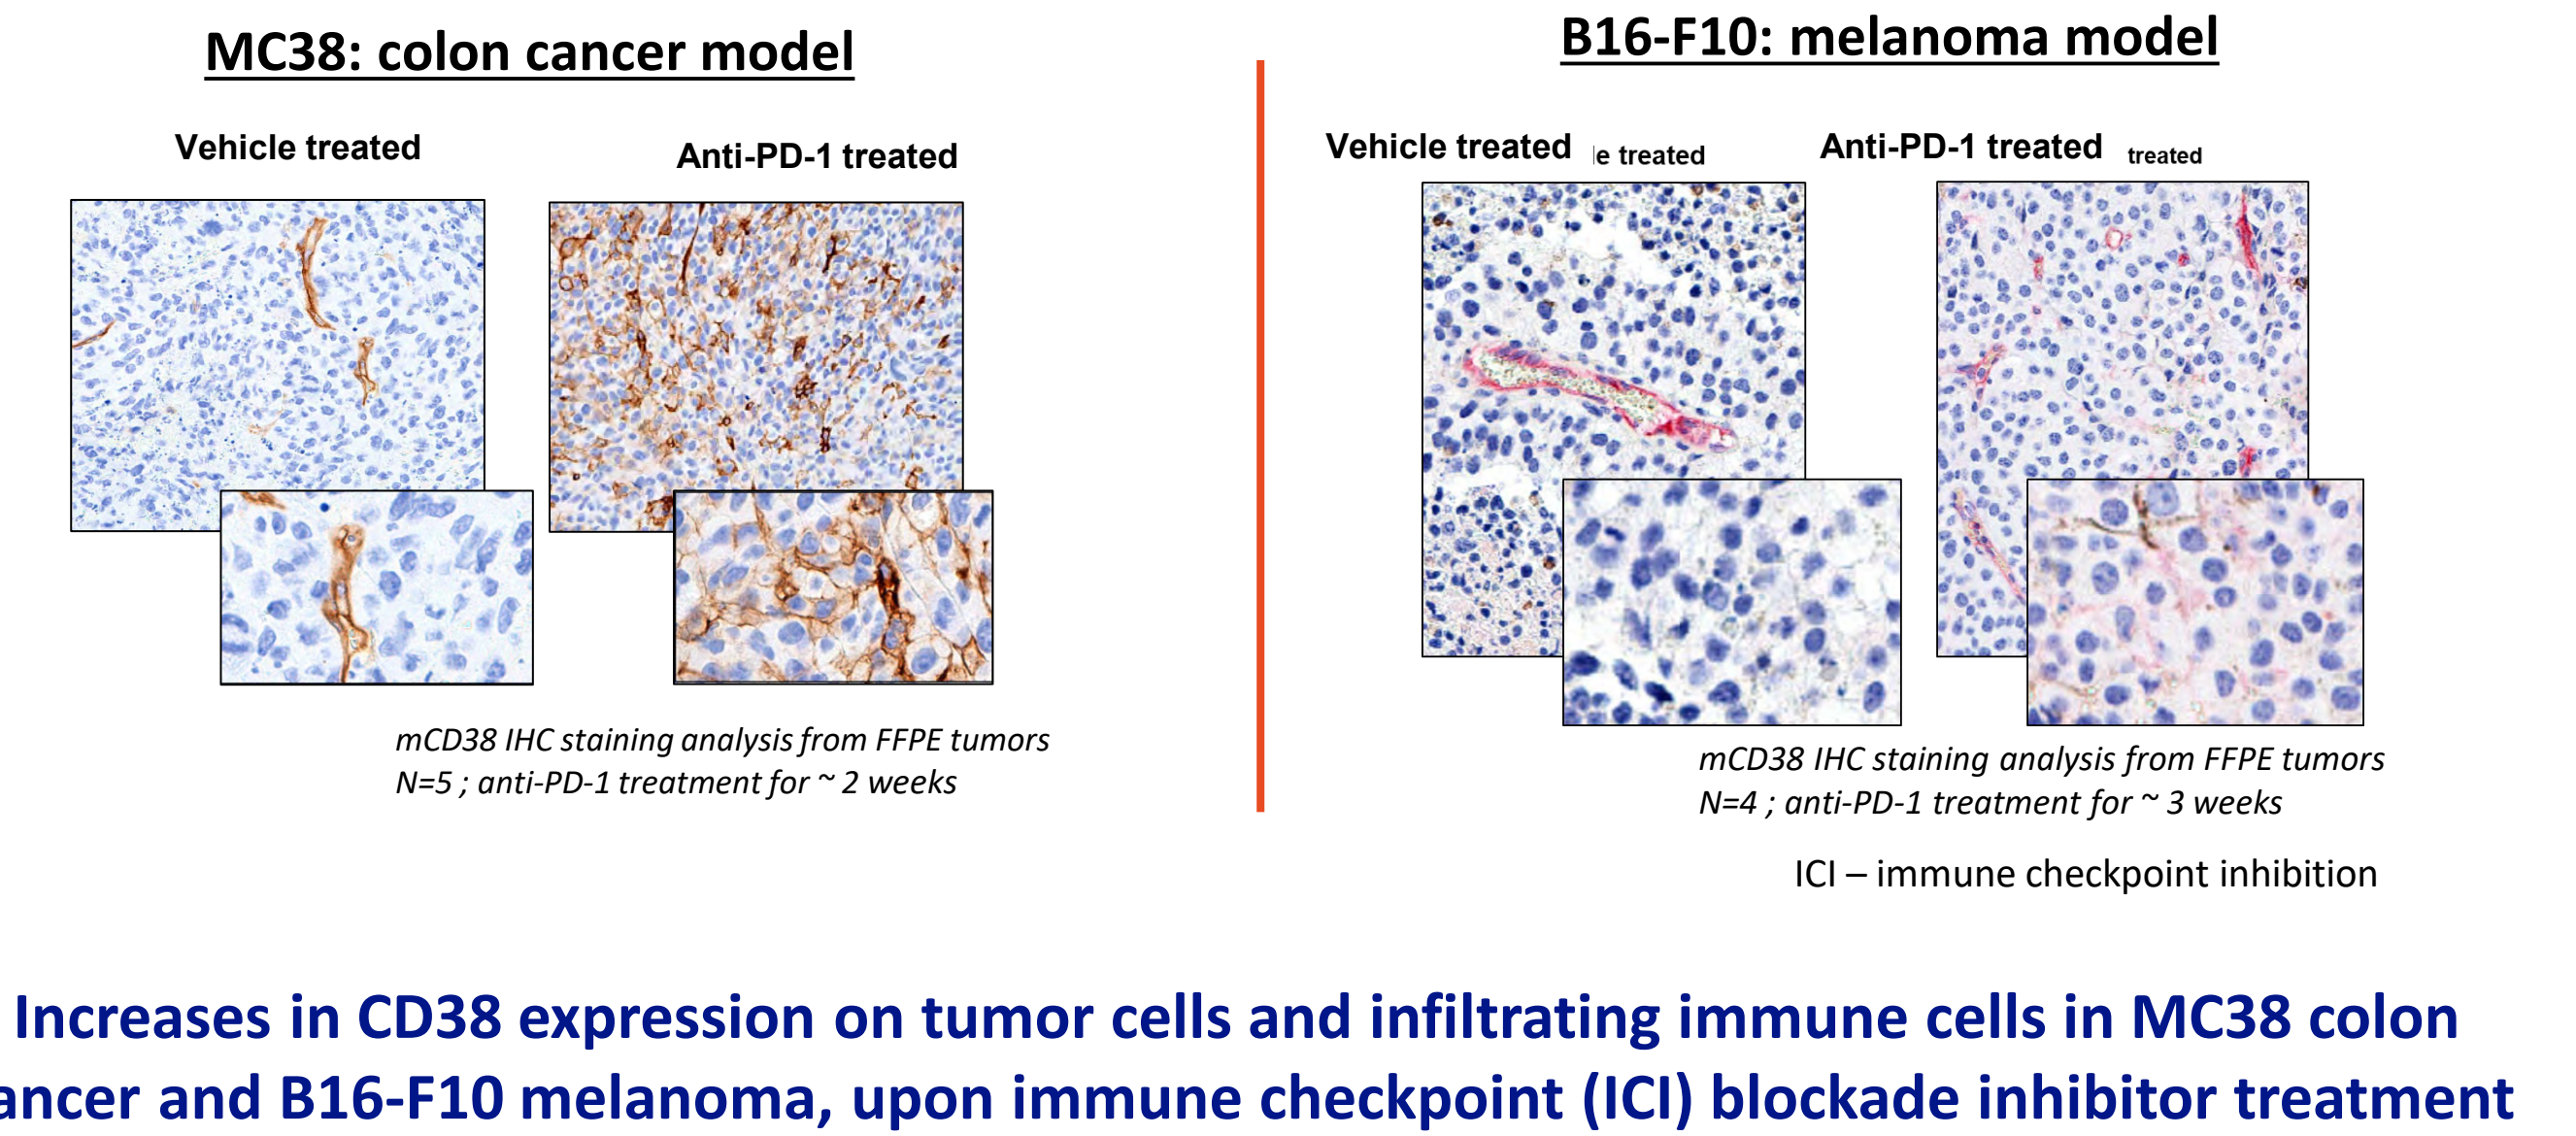 MC38: colon cancer model
Vehicle treated
Anti-PD-1 treated
mCD38 IHC staining analysis from FFPE tumors
N=5 ; anti-PD-1 treatment for ~ 2 weeks
B16-F10: melanoma model
Vehicle treated
le treated
Anti-PD-1 treated
treated
mCD38 IHC staining analysis from FFPE tumors
N=4 ; anti-PD-1 treatment for ~ 3 weeks
ICI – immune checkpoint inhibition
Increases in CD38 expression on tumor cells and infiltrating immune cells in MC38 colon
ancer and B16-F10 melanoma, upon immune checkpoint (ICI) blockade inhibitor treatment